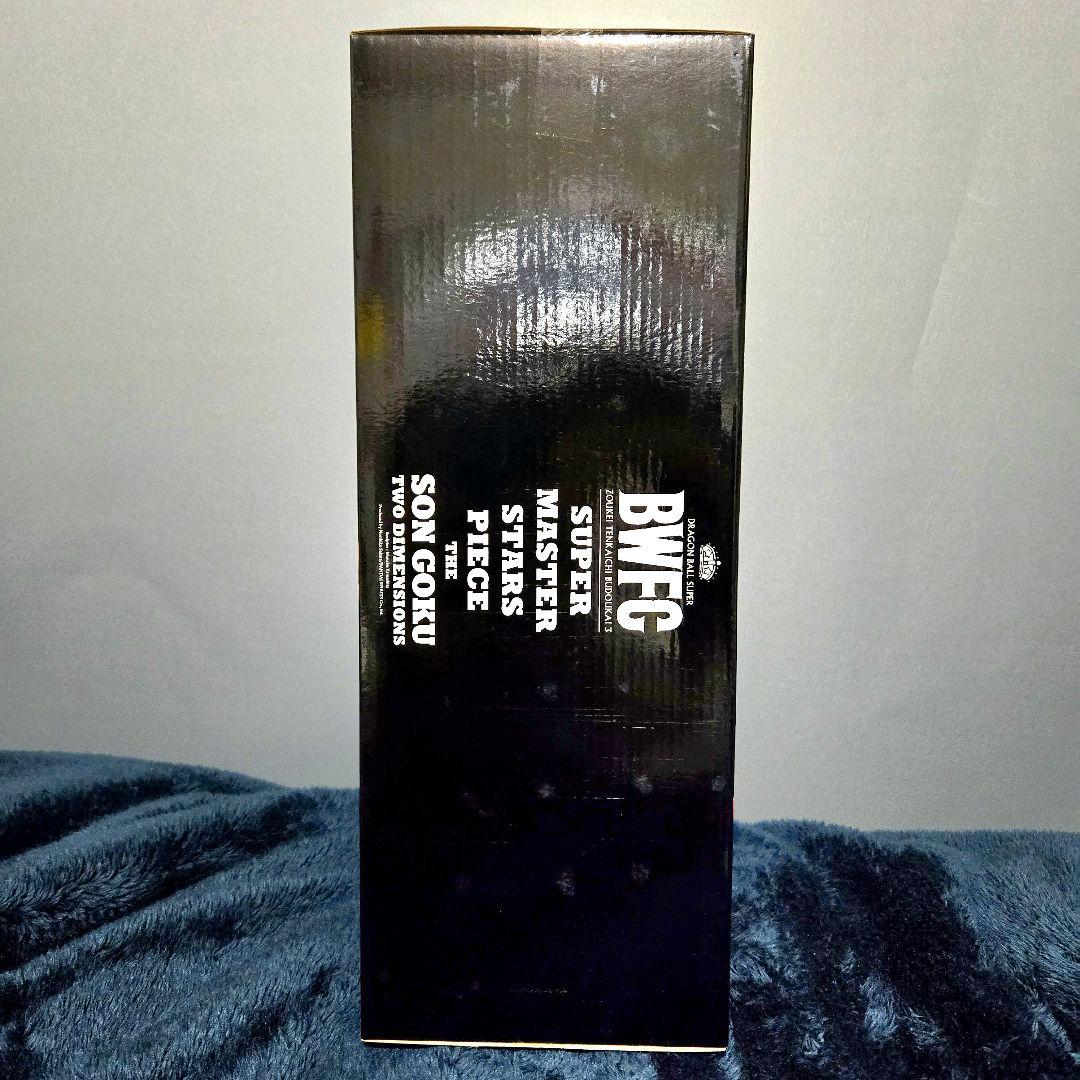 DRAGON BALL SUPER
BWFC
ZOUKEI TENKAICHI BUDOUKAI 3
SUPER
MASTER
STARS
PIECE
THE
SON GOKU
TWO DIMENSIONS